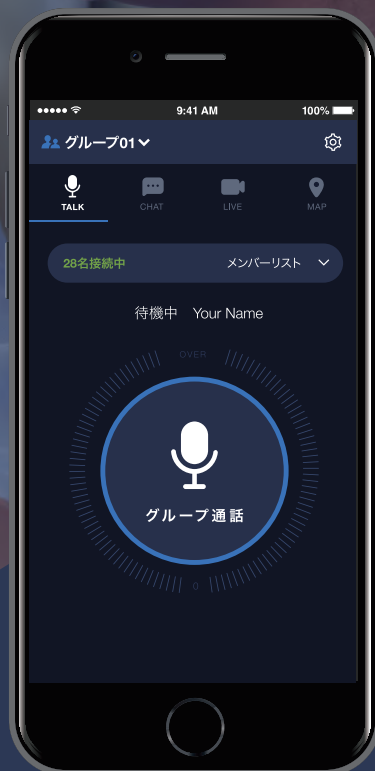 9:41 AM
100%
グループ01
TALK
CHAT
LIVE
MAP
28名接続中
メンバーリスト
待機中 Your Name
OVER
グループ通話
0